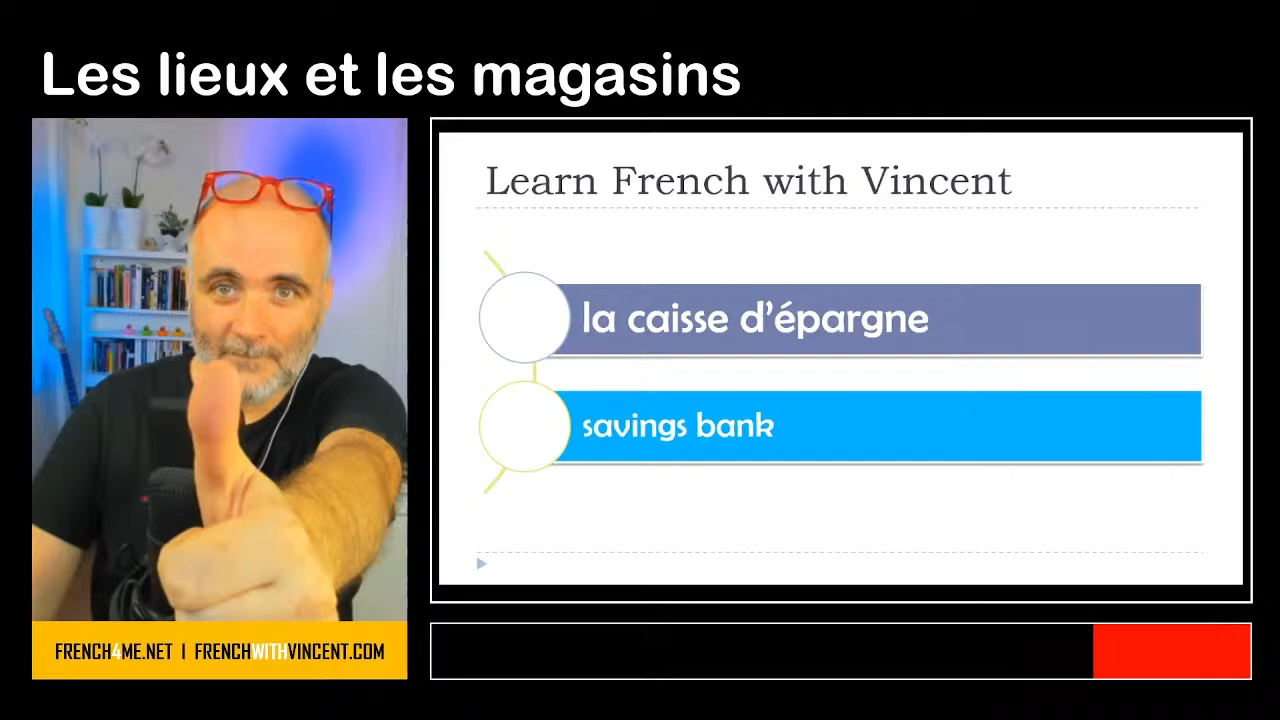 Les lieux et les magasins
Learn French with Vincent
la caisse d’épargne
savings bank
FRENCH4ME.NET I FRENCHWITHVINCENT.COM